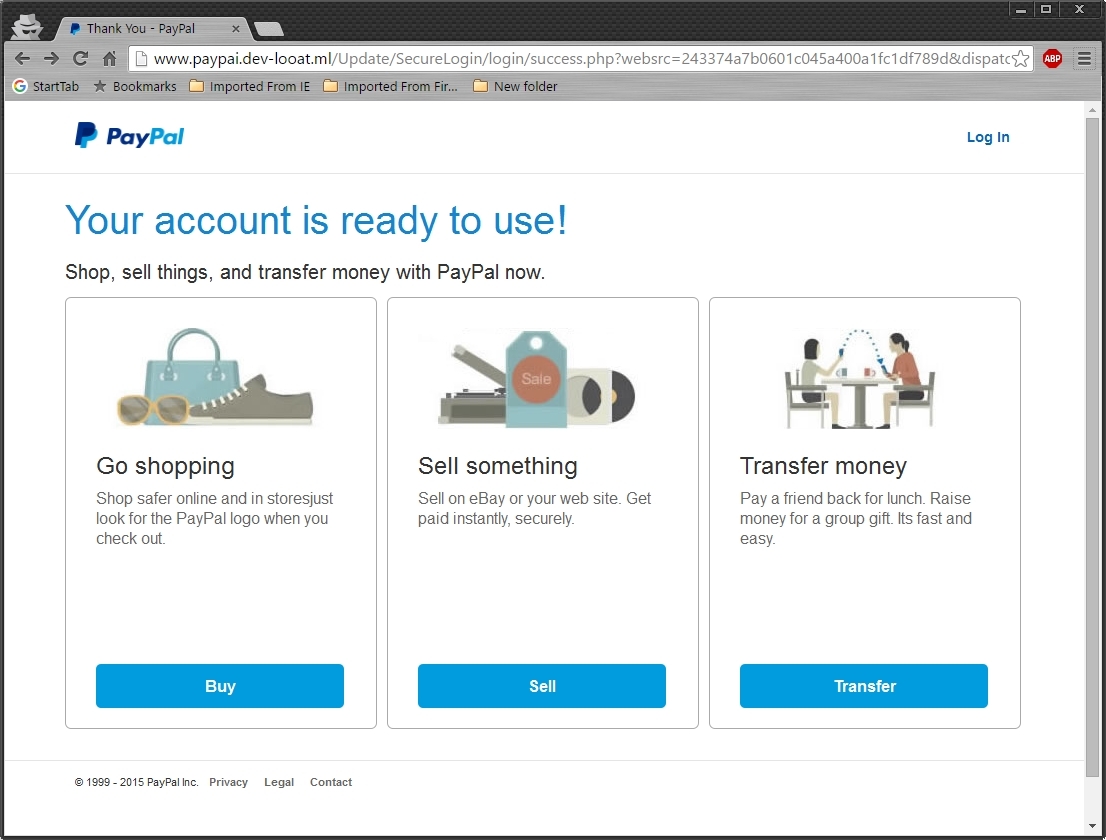 Thank You - PayPal
www.paypai.dev-looat.ml/Update/SecureLogin/login/success.php?websrc=243374a7b0601c045a400a1fc1df789d&dispatc
ABP
StartTab Bookmarks Imported From IE Imported From Fir... New folder
PayPal
Log In
Your account is ready to use!
Shop, sell things, and transfer money with PayPal now.
Sale
Go shopping
Shop safer online and in storesjust
look for the PayPal logo when you
check out.
Buy
Sell something
Sell on eBay or your web site. Get
paid instantly, securely.
Sell
Transfer money
Pay a friend back for lunch. Raise
money for a group gift. Its fast and
easy.
Transfer
© 1999 - 2015 PayPal Inc. Privacy Legal Contact